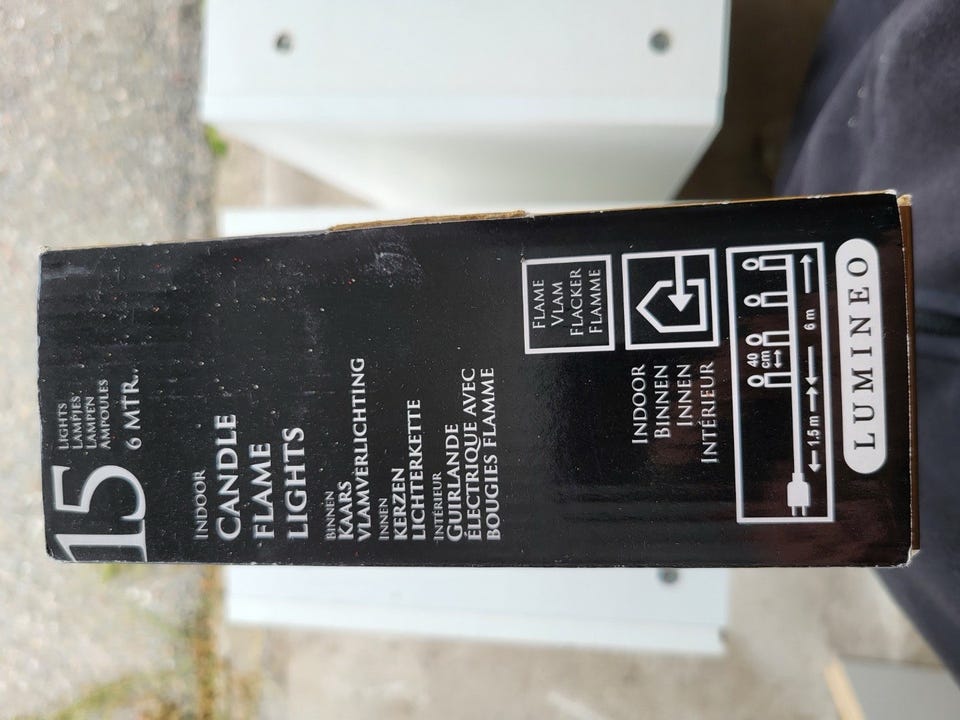 15
LIGHTS
LAMPJES
LAMPEN
AMPOULES
6 MTR.
INDOOR
CANDLE
FLAME
LIGHTS
BINNEN
KAARS
VLAMVERLICHTING
INNEN
KERZEN
LICHTERKETTE
INTÉRIEUR
GUIRLANDE
ÉLECTRIQUE AVEC
BOUGIES FLAMME
FLAME
VLAM
FLACKER
FLAMME
INDOOR
BINNEN
INNEN
INTÉRIEUR
40
cm
1,5 m
6 m
LUMINEO